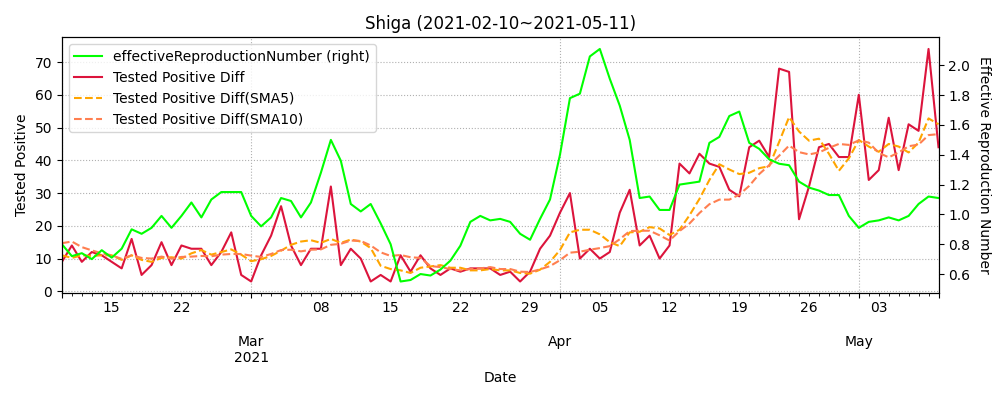 Shiga (2021-02-10~2021-05-11)
effectiveReproductionNumber (right)
Tested Positive Diff
Tested Positive Diff(SMA5)
Tested Positive Diff(SMA10)
Tested Positive
70
60
50
40
30
20
10
0
2.0
1.8
1.6
1.4
1.2
1.0
0.8
0.6
Effective Reproduction Number
15 22 08 15 22 29 05 12 19 26 03
Mar Apr May
2021
Date